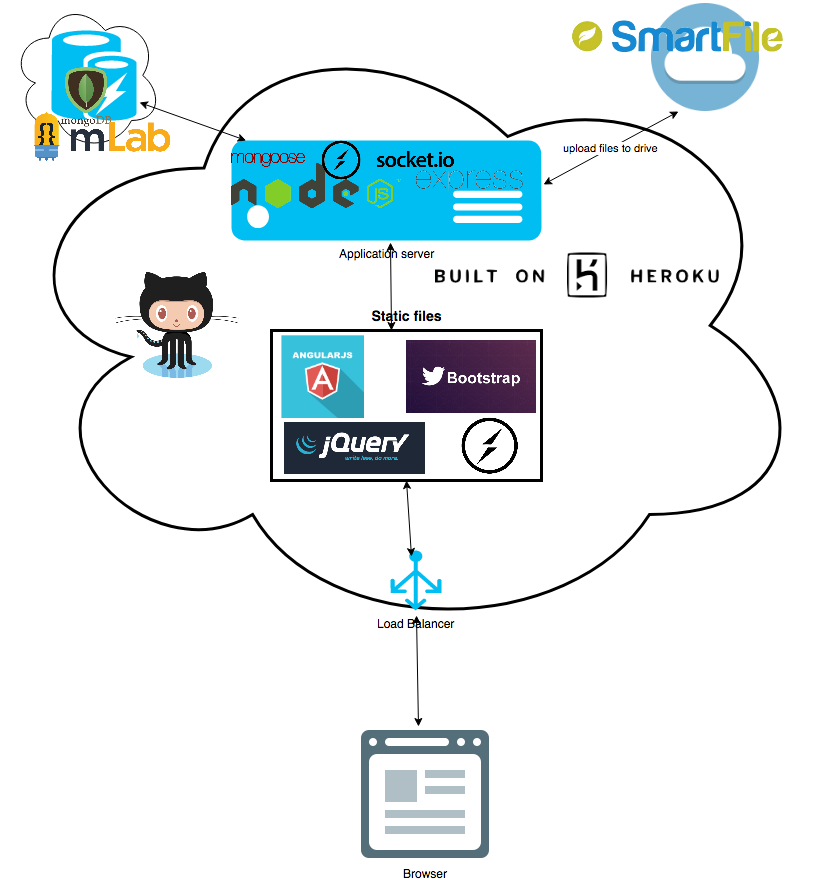 SmartFile
mongoDB
mLab
upload files to drive
mongoose
socket.io
express
node
JS
Application server
BUILT ON HEROKU
Static files
ANGULARJS
A
Bootstrap
jQuery
write less, do more.
Load Balancer
Browser